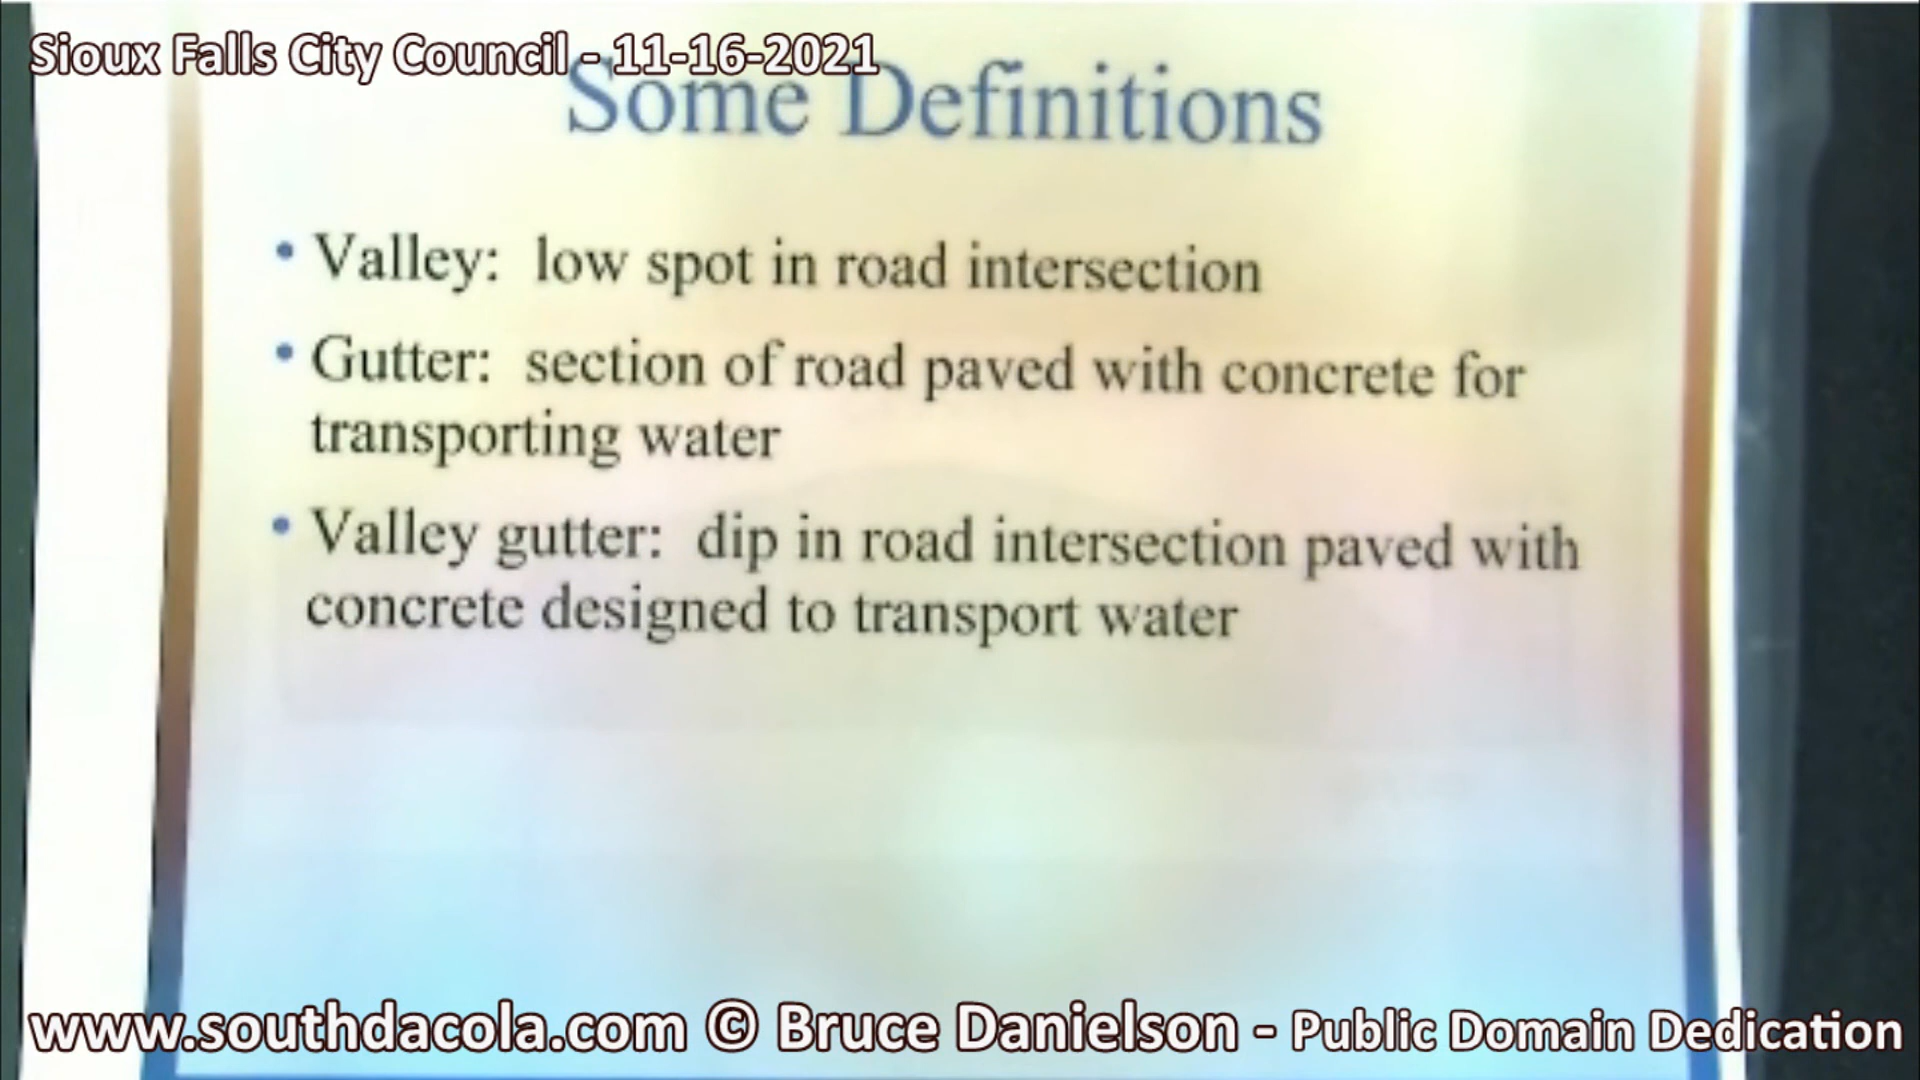 Sioux Falls City Council - 11-16-2021
Some Definitions
• Valley: low spot in road intersection
• Gutter: section of road paved with concrete for
transporting water
• Valley gutter: dip in road intersection paved with
concrete designed to transport water
www.southdacola.com © Bruce Danielson - Public Domain Dedication